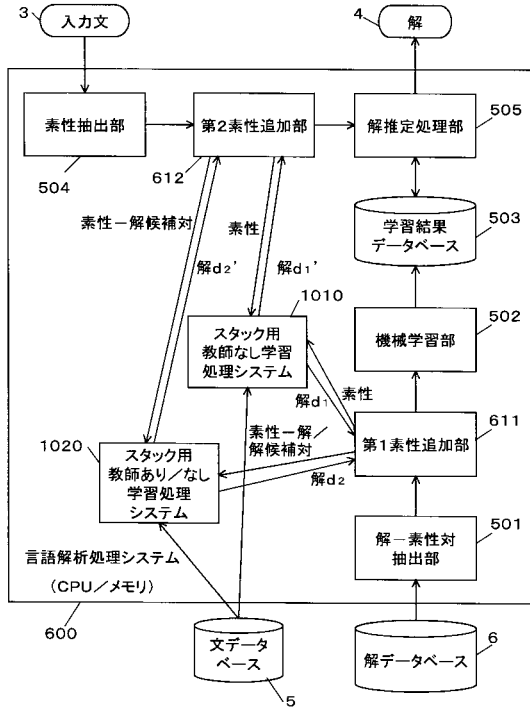 3
入力文
4
解
素性抽出部
504
第2素性追加部
612
解推定処理部
505
素性－解候補対
素性
解d2'
解d1'
学習結果
データベース
503
1010
スタック用
教師なし学習
処理システム
機械学習部
502
素性
解d1
素性－解／
解候補対
1020
スタック用
教師あり／なし
学習処理
システム
解d2
第1素性追加部
611
解－素性対
抽出部
501
言語解析処理システム
(CPU／メモリ)
600
文データ
ベース
5
解データベース
6